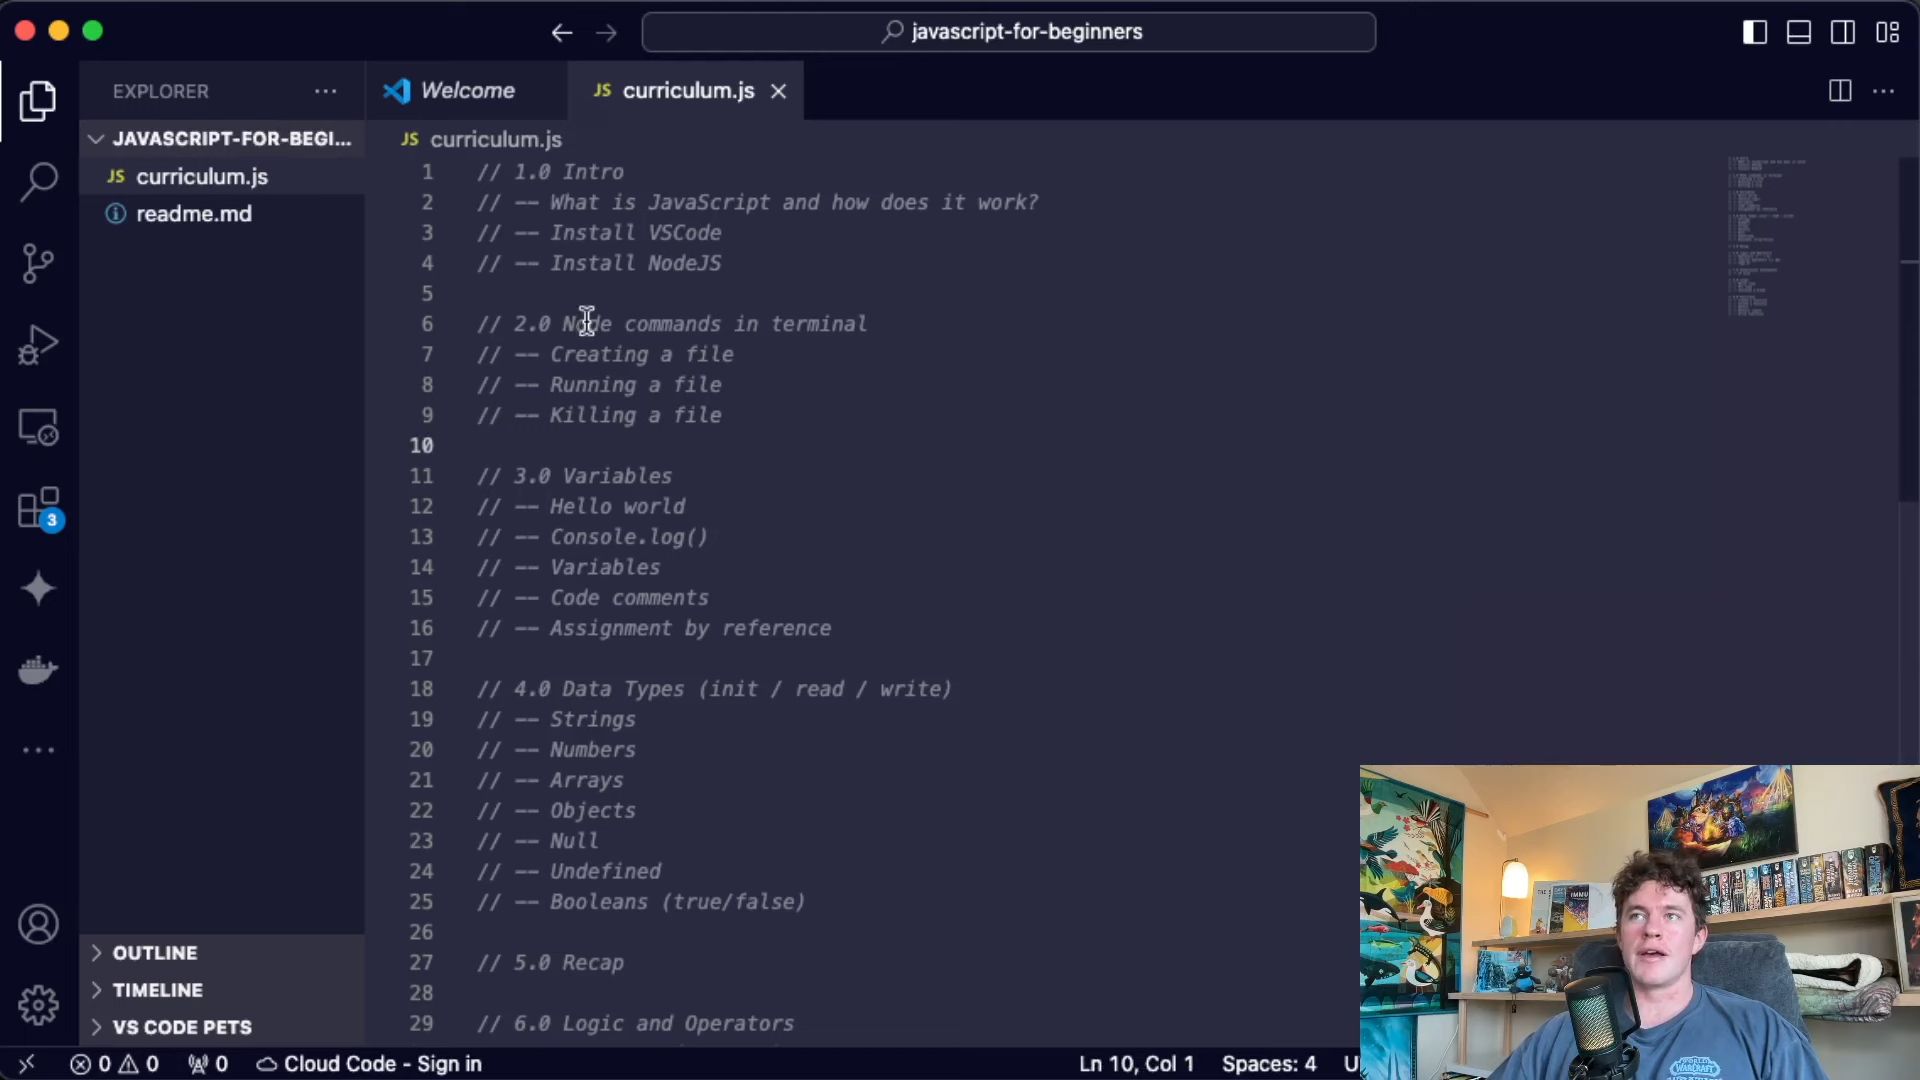 javascript-for-beginners
EXPLORER
Welcome
JS curriculum.js
JAVASCRIPT-FOR-BEGI...
JS curriculum.js
readme.md
JS curriculum.js
1 // 1.0 Intro
2 // -- What is JavaScript and how does it work?
3 // -- Install VSCode
4 // -- Install NodeJS
5
6 // 2.0 Node commands in terminal
7 // -- Creating a file
8 // -- Running a file
9 // -- Killing a file
10
11 // 3.0 Variables
12 // -- Hello world
13 // -- Console.log()
14 // -- Variables
15 // -- Code comments
16 // -- Assignment by reference
17
18 // 4.0 Data Types (init / read / write)
19 // -- Strings
20 // -- Numbers
21 // -- Arrays
22 // -- Objects
23 // -- Null
24 // -- Undefined
25 // -- Booleans (true/false)
26
27 // 5.0 Recap
28
29 // 6.0 Logic and Operators
3
OUTLINE
TIMELINE
VS CODE PETS
0 0 0 Cloud Code - Sign in
Ln 10, Col 1 Spaces: 4 U
WORLD
WARCRAFT